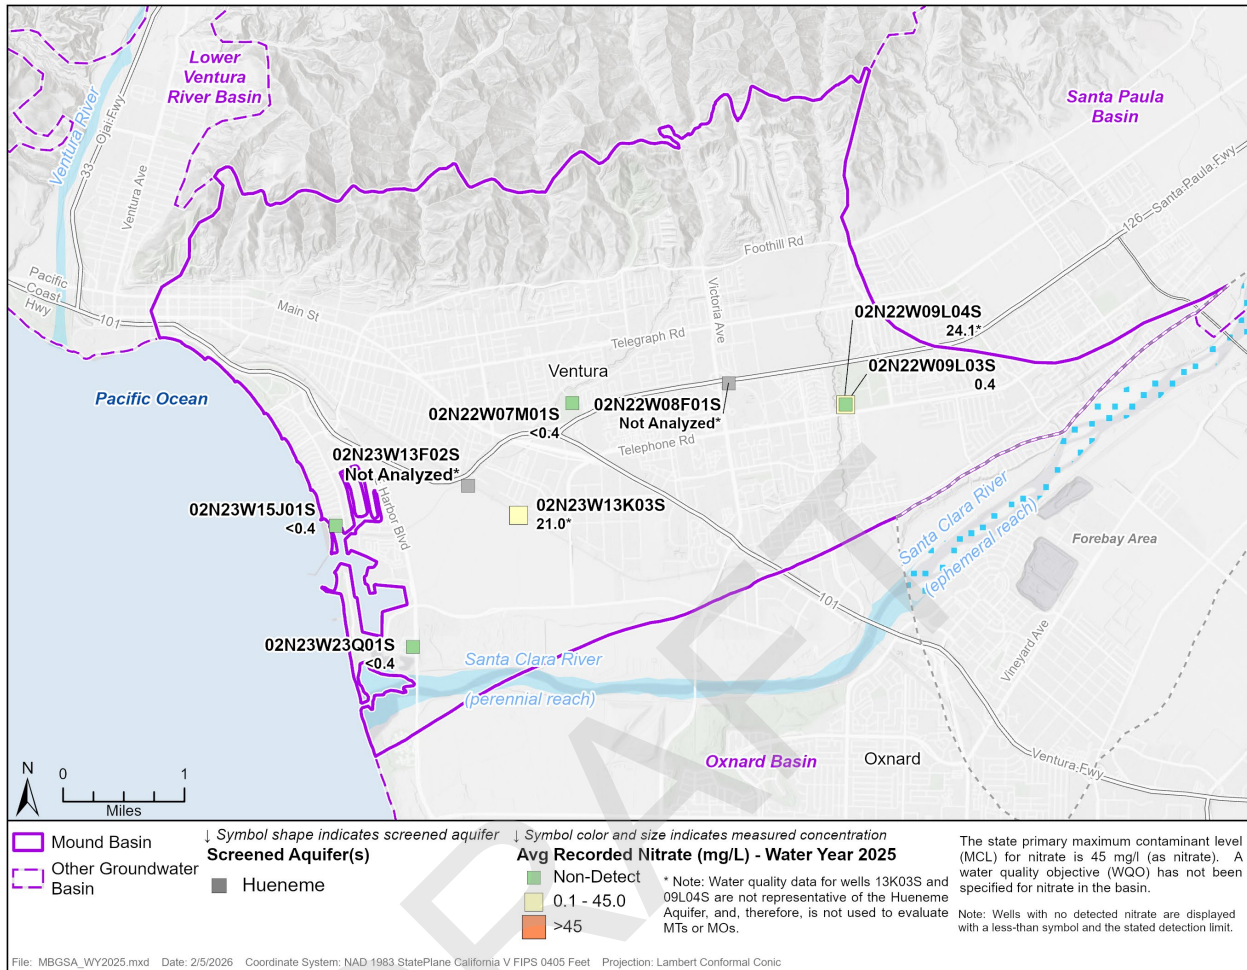 Lower
Ventura
River Basin
Santa Paula
Basin
Ventura River
33
Ojai Fwy
Ventura Ave
126
Santa Paula Fwy
Foothill Rd
Pacific
Coast
Hwy
101
Main St
Victoria Ave
Telegraph Rd
02N22W09L04S
24.1*
02N22W09L03S
0.4
Ventura
Pacific Ocean
02N22W07M01S
<0.4
02N22W08F01S
Not Analyzed*
Telephone Rd
02N23W13F02S
Not Analyzed*
Harbor Blvd
02N23W15J01S
<0.4
02N23W13K03S
21.0*
Santa Clara River
(ephemeral reach)
Forebay Area
101
Vineyard Ave
02N23W23Q01S
<0.4
Santa Clara River
(perennial reach)
Oxnard Basin
Oxnard
Ventura Fwy
N
0 1
Miles
DRAFT
Mound Basin
Other Groundwater
Basin
↓ Symbol shape indicates screened aquifer
Screened Aquifer(s)
Hueneme
↓ Symbol color and size indicates measured concentration
Avg Recorded Nitrate (mg/L) - Water Year 2025
Non-Detect
0.1 - 45.0
>45
* Note: Water quality data for wells 13K03S and
09L04S are not representative of the Hueneme
Aquifer, and, therefore, is not used to evaluate
MTs or MOs.
The state primary maximum contaminant level
(MCL) for nitrate is 45 mg/l (as nitrate). A
water quality objective (WQO) has not been
specified for nitrate in the basin.
Note: Wells with no detected nitrate are displayed
with a less-than symbol and the stated detection limit.
File: MBGSA_WY2025.mxd Date: 2/5/2026 Coordinate System: NAD 1983 StatePlane California V FIPS 0405 Feet Projection: Lambert Conformal Conic